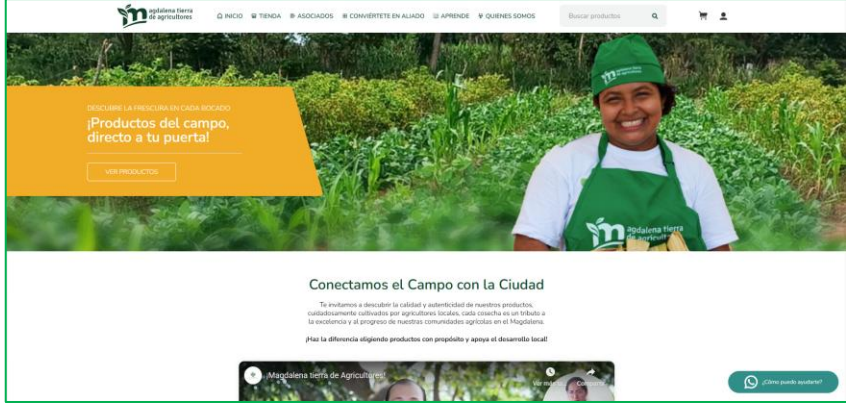 agdalena tierra
de agricultores
INICIO TIENDA ASOCIADOS CONVIÉRTETE EN ALIADO APRENDE QUIENES SOMOS
Buscar productos
DESCUBRE LA FRESCURA EN CADA BOCADO
¡Productos del campo,
directo a tu puerta!
VER PRODUCTOS
agdalena tierra
de agricultores
Conectamos el Campo con la Ciudad
Te invitamos a descubrir la calidad y autenticidad de nuestros productos,
cuidadosamente cultivados por agricultores locales, cada cosecha es un tributo a
la excelencia y al progreso de nuestras comunidades agrícolas en el Magdalena.
¡Haz la diferencia eligiendo productos con propósito y apoya el desarrollo local!
¡Magdalena tierra de Agricultores!
Ver más
¿Cómo puedo ayudarte?